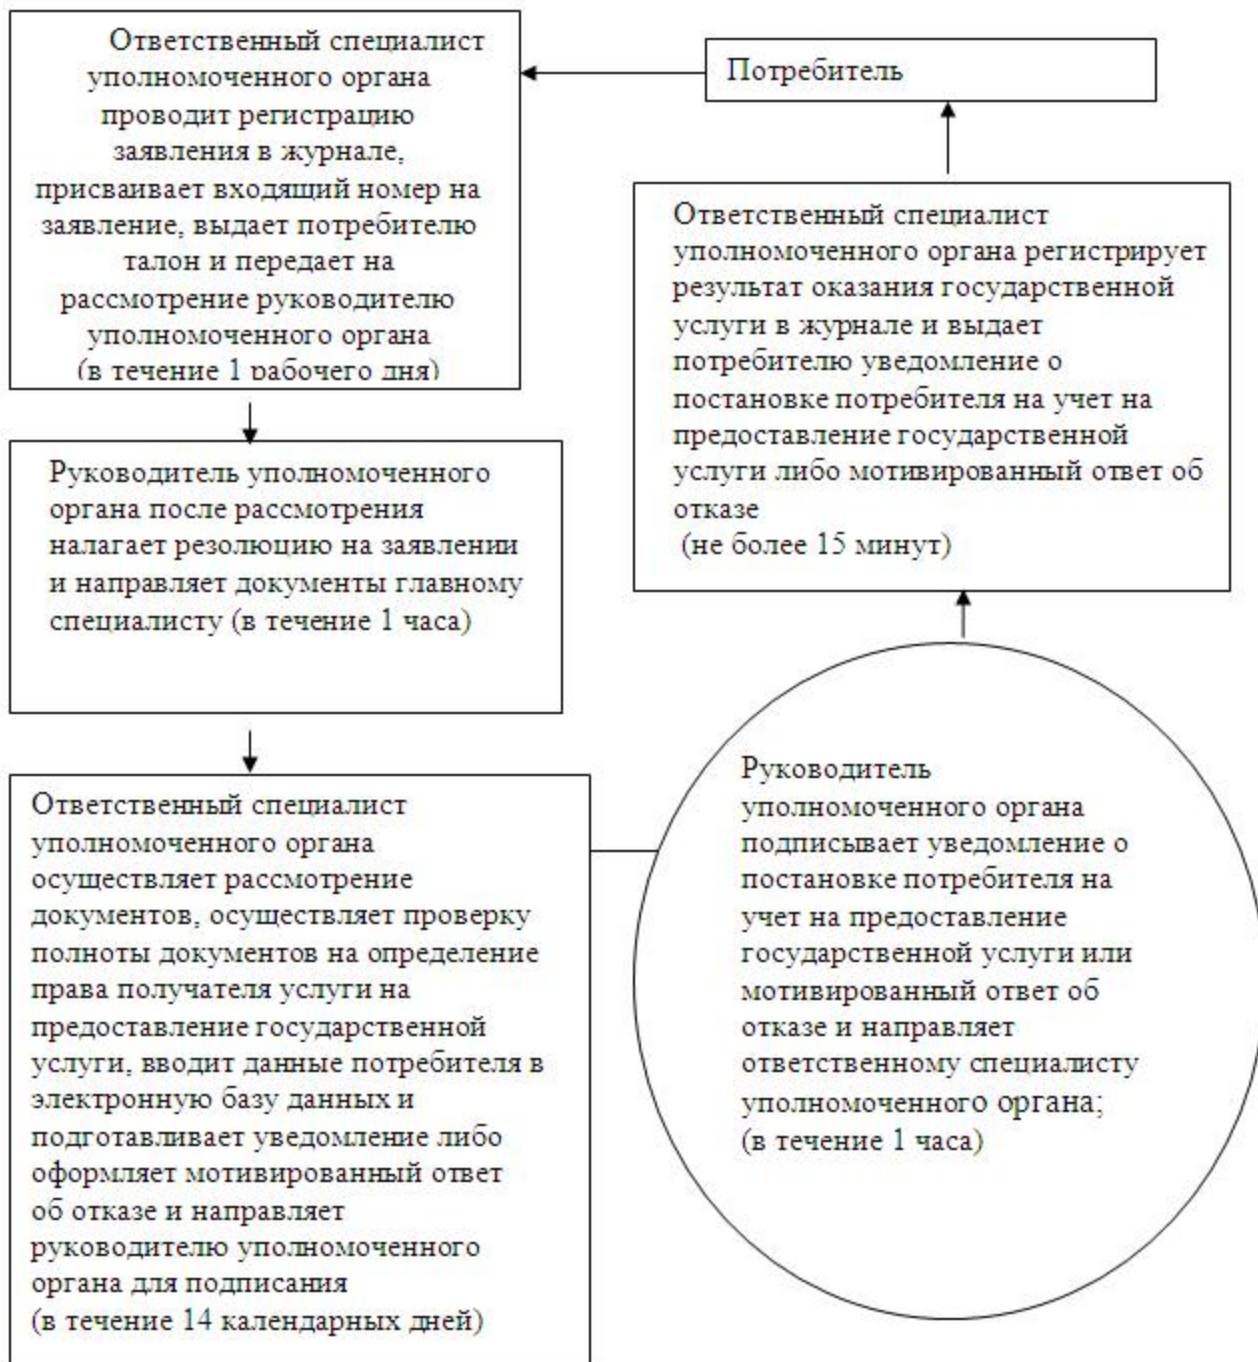 Ответственный специалист
уполномоченного органа
проводит регистрацию
заявления в журнале,
присваивает входящий номер на
заявление, выдает потребителю
талон и передает на
рассмотрение руководителю
уполномоченного органа
(в течение 1 рабочего дня)
Потребитель
Ответственный специалист
уполномоченного органа регистрирует
результат оказания государственной
услуги в журнале и выдает
потребителю уведомление о
постановке потребителя на учет на
предоставление государственной
услуги либо мотивированный ответ об
отказе
(не более 15 минут)
Руководитель уполномоченного
органа после рассмотрения
налагает резолюцию на заявлении
и направляет документы главному
специалисту (в течение 1 часа)
Ответственный специалист
уполномоченного органа
осуществляет рассмотрение
документов, осуществляет проверку
полноты документов на определение
права получателя услуги на
предоставление государственной
услуги, вводит данные потребителя в
электронную базу данных и
подготавливает уведомление либо
оформляет мотивированный ответ
об отказе и направляет
руководителю уполномоченного
органа для подписания
(в течение 14 календарных дней)
Руководитель
уполномоченного органа
подписывает уведомление о
постановке потребителя на
учет на предоставление
государственной услуги или
мотивированный ответ об
отказе и направляет
ответственному специалисту
уполномоченного органа;
(в течение 1 часа)